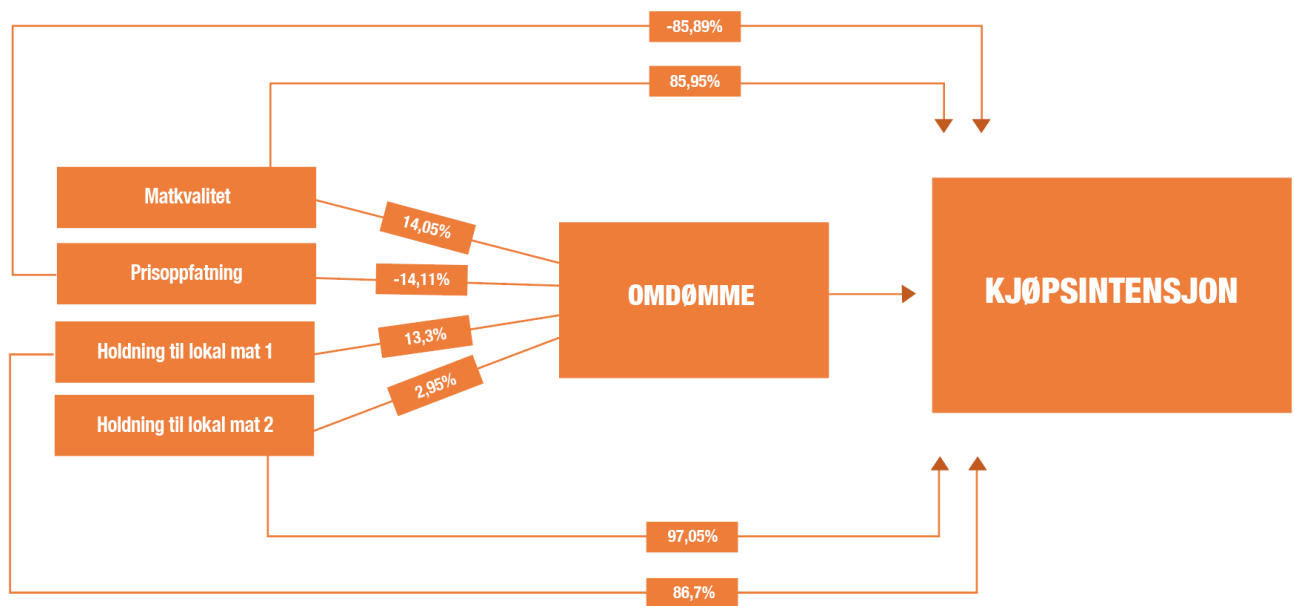 -85,89%
85,95%
Matkvalitet
14,05%
Prisoppfatning
-14,11%
OMDØMME
KJØPSINTENSJON
Holdning til lokal mat 1
13,3%
Holdning til lokal mat 2
2,95%
97,05%
86,7%